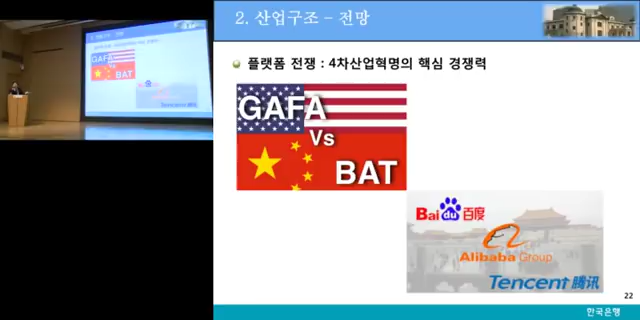 2. 산업구조 – 전망
플랫폼 전쟁 : 4차산업혁명의 핵심 경쟁력
GAFA
Vs
BAT
Bai du 百度
Alibaba Group
Tencent 腾讯
22
한국은행
GAFA
BAT